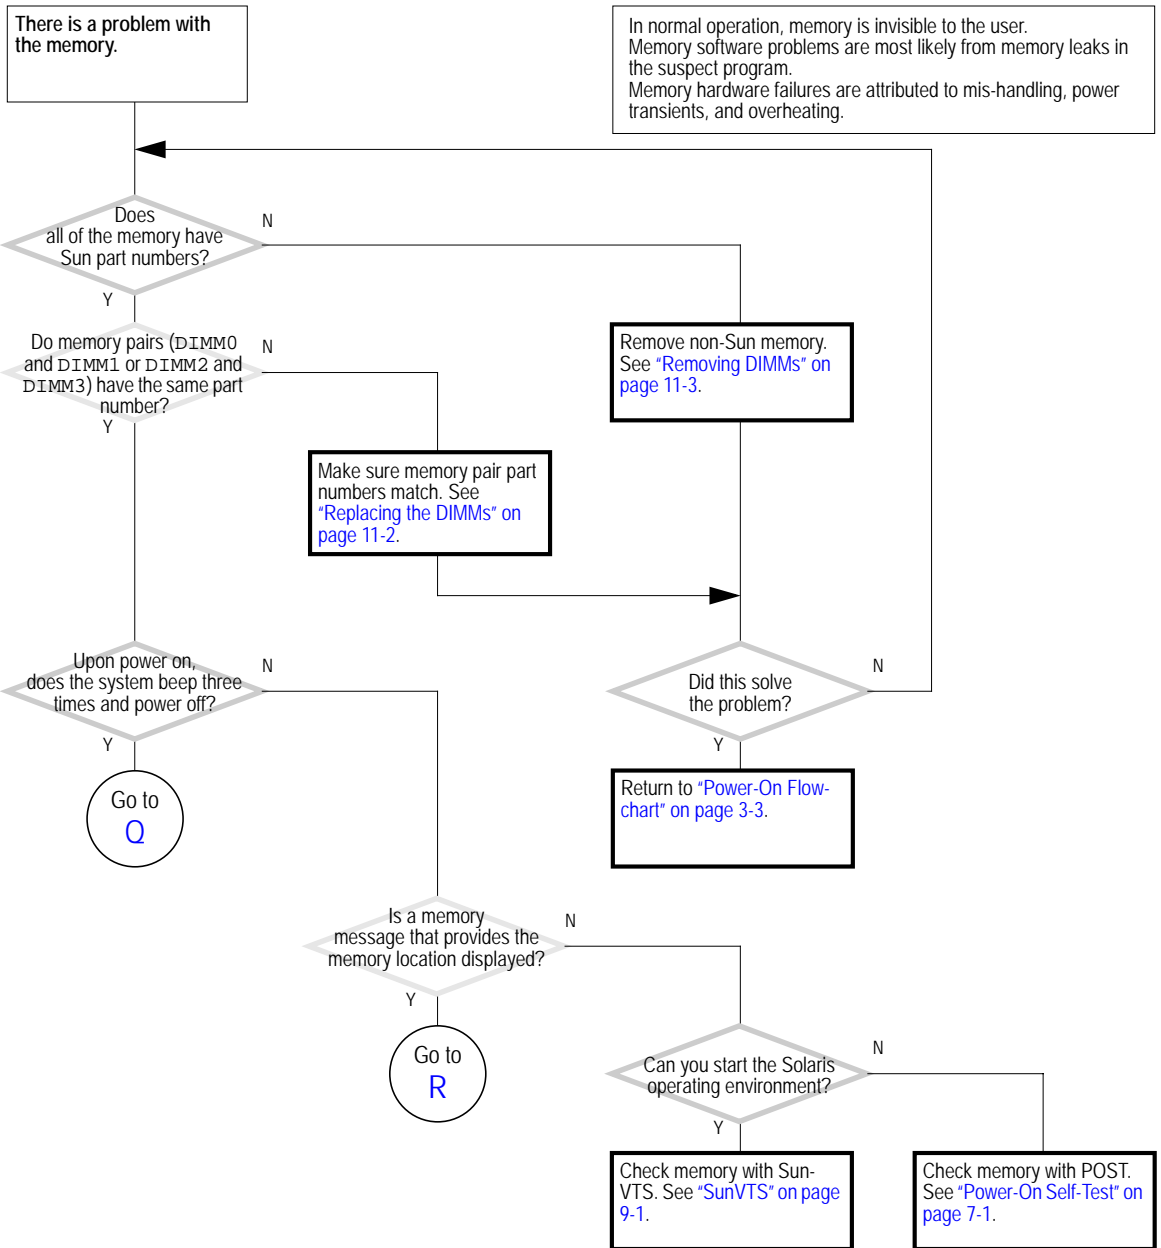 There is a problem with
the memory.
In normal operation, memory is invisible to the user.
Memory software problems are most likely from memory leaks in
the suspect program.
Memory hardware failures are attributed to mis-handling, power
transients, and overheating.
Does
all of the memory have
Sun part numbers?
N
Y
Do memory pairs (DIMM0
and DIMM1 or DIMM2 and
DIMM3) have the same part
number?
N
Y
Remove non-Sun memory.
See “Removing DIMMs” on
page 11-3.
Make sure memory pair part
numbers match. See
“Replacing the DIMMs” on
page 11-2.
Upon power on,
does the system beep three
times and power off?
N
Y
Did this solve
the problem?
N
Y
Go to
Q
Return to “Power-On Flow-
chart” on page 3-3.
Is a memory
message that provides the
memory location displayed?
N
Y
Go to
R
Can you start the Solaris
operating environment?
N
Y
Check memory with Sun-
VTS. See “SunVTS” on page
9-1.
Check memory with POST.
See “Power-On Self-Test” on
page 7-1.